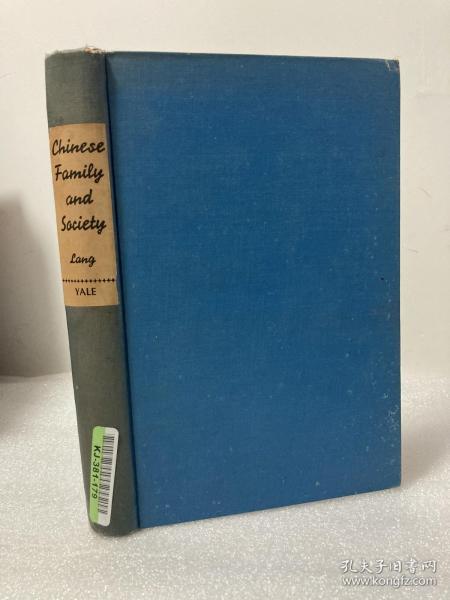 Chinese
Family
and
Society
Lang
YALE
KJ-381-179
孔夫子旧书网
www.kongfz.com